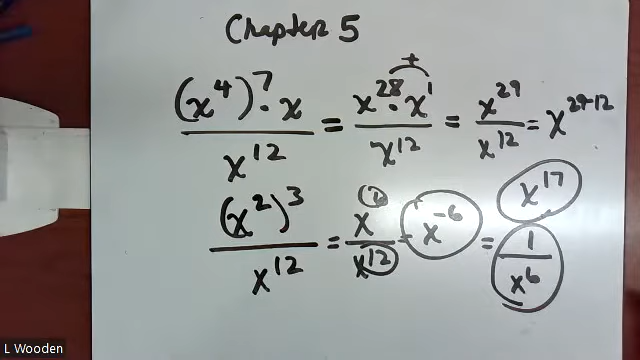 Chapter 5
(x^4)^7 · x / x^12 = x^28 · x^1 / x^12 = x^29 / x^12 = x^29-12
+
x^17
(x^2)^3 / x^12 = x / x^12 = x^-6 = 1 / x^6
L Wooden